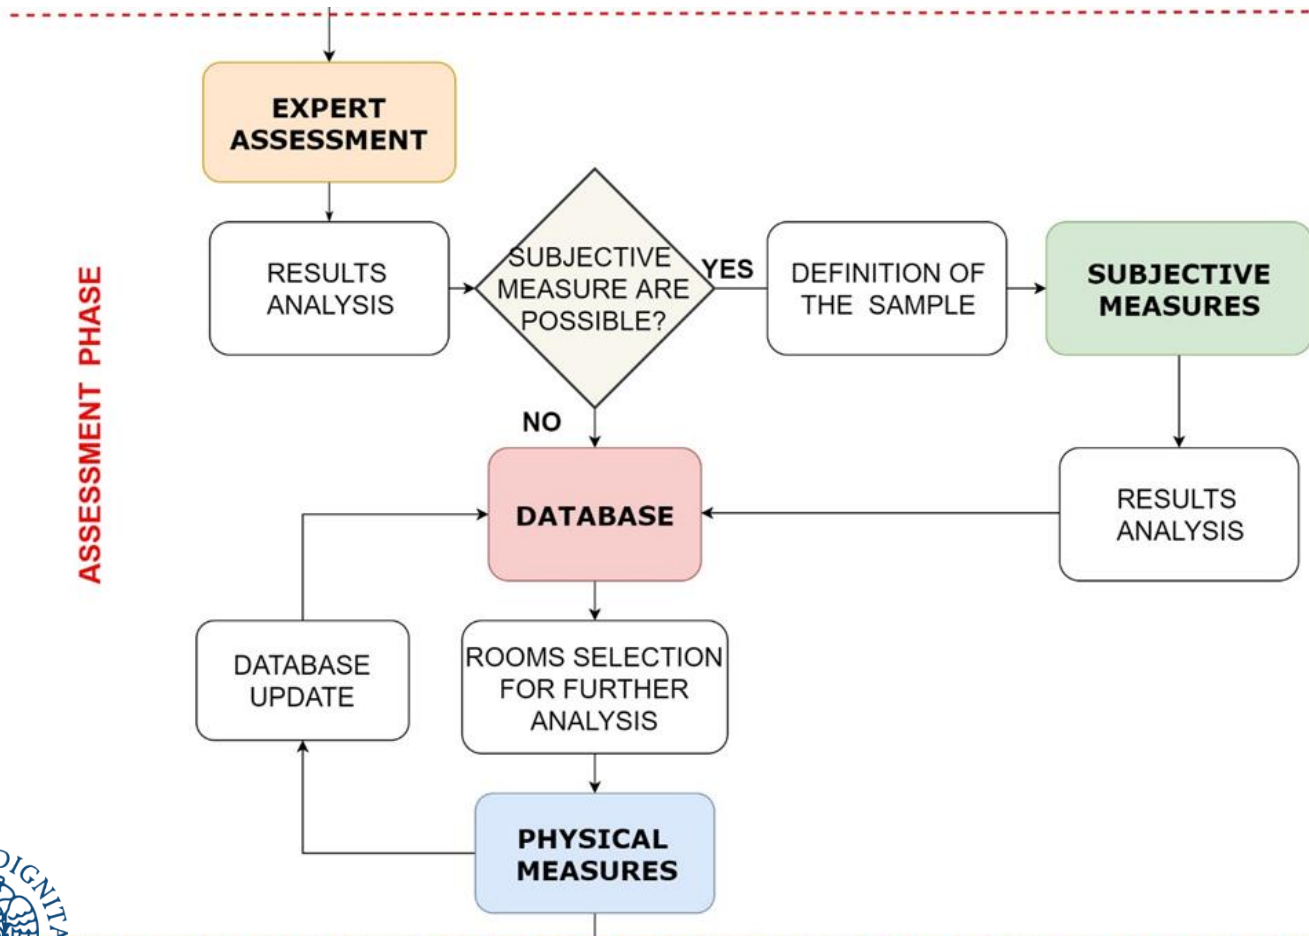 EXPERT
ASSESSMENT
RESULTS
ANALYSIS
SUBJECTIVE
MEASURE ARE
POSSIBLE?
YES
DEFINITION OF
THE SAMPLE
SUBJECTIVE
MEASURES
ASSESSMENT PHASE
NO
DATABASE
RESULTS
ANALYSIS
DATABASE
UPDATE
ROOMS SELECTION
FOR FURTHER
ANALYSIS
PHYSICAL
MEASURES